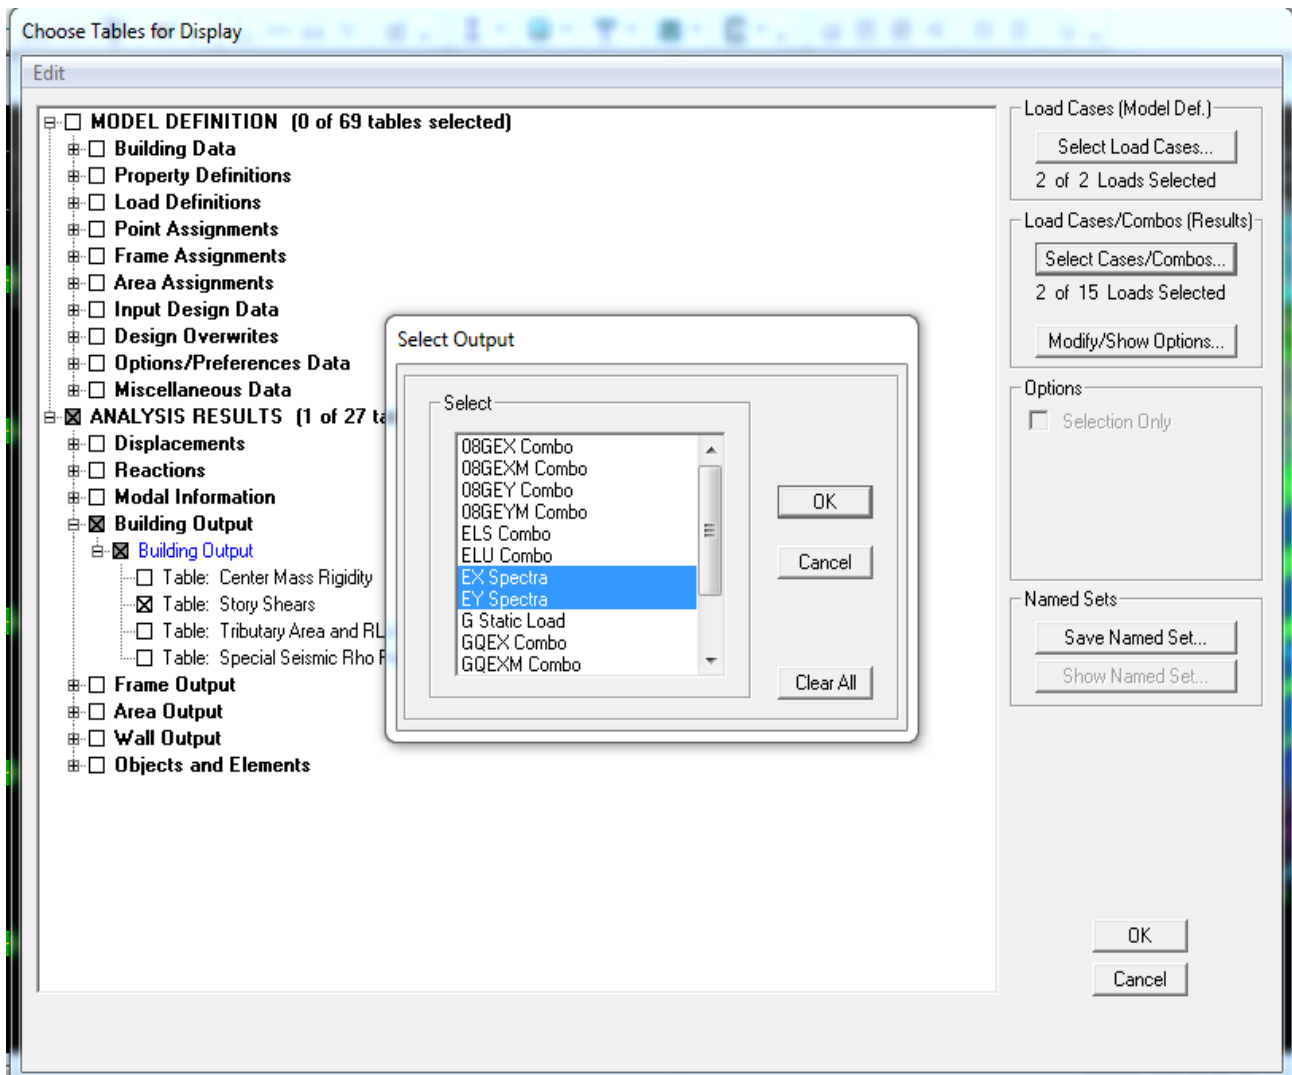 Choose Tables for Display
Edit
MODEL DEFINITION (0 of 69 tables selected)
Building Data
Property Definitions
Load Definitions
Point Assignments
Frame Assignments
Area Assignments
Input Design Data
Design Overwrites
Options/Preferences Data
Miscellaneous Data
ANALYSIS RESULTS (1 of 27 ta
Displacements
Reactions
Modal Information
Building Output
Building Output
Table: Center Mass Rigidity
Table: Story Shears
Table: Tributary Area and RL
Table: Special Seismic Rho F
Frame Output
Area Output
Wall Output
Objects and Elements
Select Output
Select
08GEX Combo
08GEXM Combo
08GEY Combo
08GEYM Combo
ELS Combo
ELU Combo
EX Spectra
EY Spectra
G Static Load
GQEX Combo
GQEXM Combo
OK
Cancel
Clear All
Load Cases (Model Def.)
Select Load Cases...
2 of 2 Loads Selected
Load Cases/Combos (Results)
Select Cases/Combos...
2 of 15 Loads Selected
Modify/Show Options...
Options
Selection Only
Named Sets
Save Named Set...
Show Named Set...
OK
Cancel